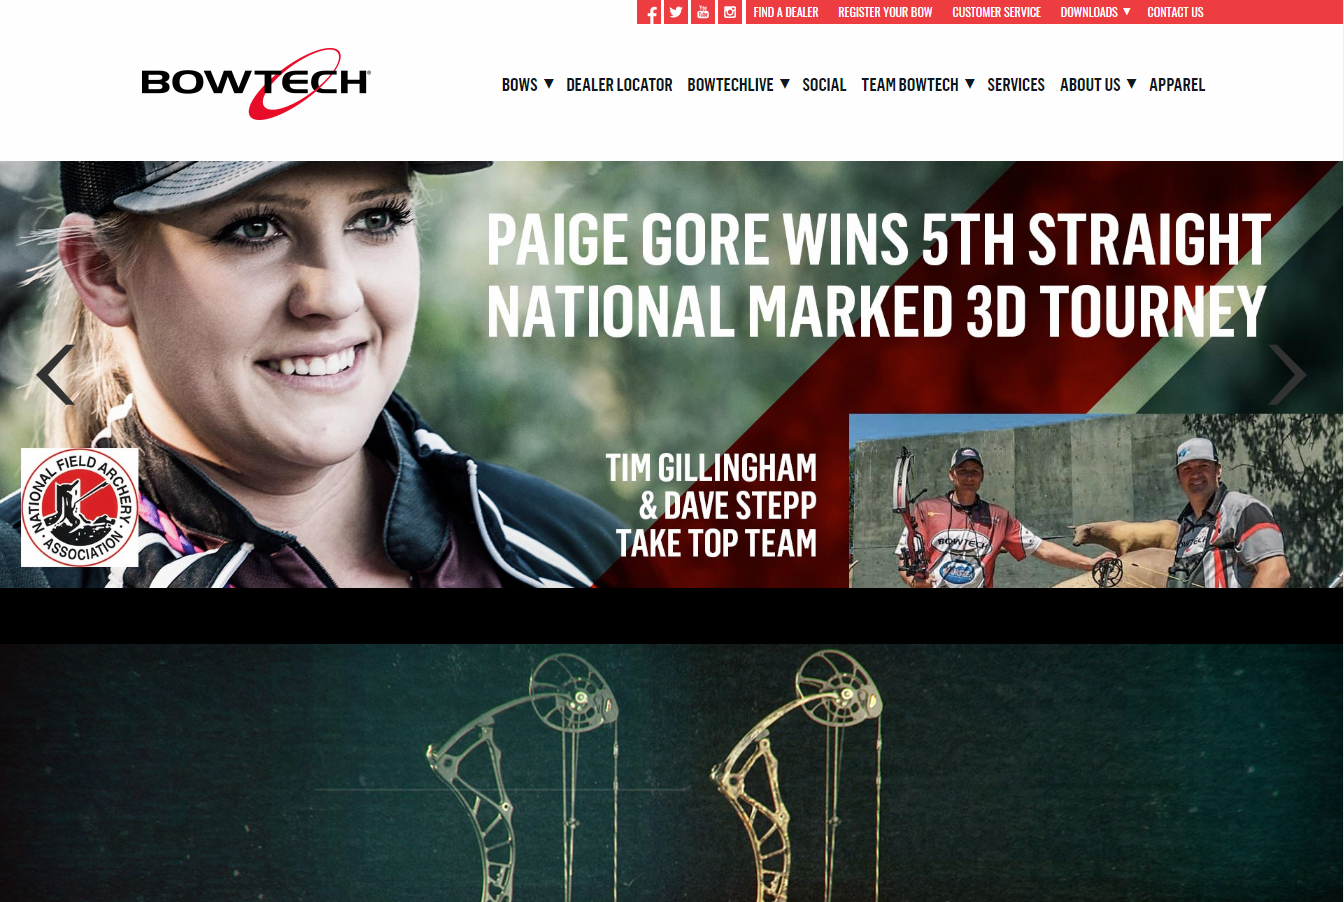 FIND A DEALER
REGISTER YOUR BOW
CUSTOMER SERVICE
DOWNLOADS ▼
CONTACT US
BOWTECH®
BOWS ▼
DEALER LOCATOR
BOWTECHLIVE ▼
SOCIAL
TEAM BOWTECH ▼
SERVICES
ABOUT US ▼
APPAREL
PAIGE GORE WINS 5TH STRAIGHT
NATIONAL MARKED 3D TOURNEY
NATIONAL FIELD ARCHERY
· ASSOCIATION ·
TIM GILLINGHAM
& DAVE STEPP
TAKE TOP TEAM
BOWTECH
BOWTECH